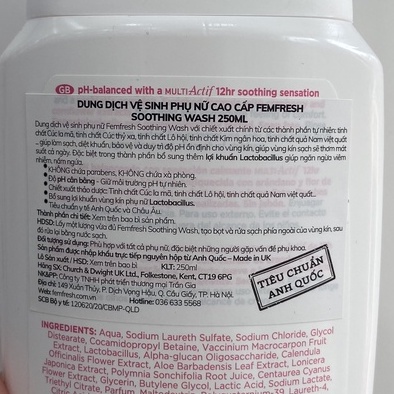 GB pH-balanced with a MULTIActif 12hr soothing sensation
DUNG DỊCH VỆ SINH PHỤ NỮ CAO CẤP FEMFRESH
SOOTHING WASH 250ML
Dung dịch vệ sinh phụ nữ Femfresh Soothing Wash với chiết xuất chính từ các thành phần tự nhiên: tinh
chất Cúc la mã, tinh chất Cúc thỷ xa, tinh chất Lô hội, tinh chất Kim ngân hoa, tinh chất quả Nam việt quất
... giúp làm sạch, diệt khuẩn, bảo vệ và duy trì độ pH ổn định cho vùng kín, giúp vùng kín sạch sẽ thơm mát
suốt cả ngày. Đặc biệt trong thành phần bổ sung thêm lợi khuẩn Lactobacillus giúp ngăn ngừa viêm
nhiễm, nấm ngứa.
• KHÔNG chứa parabens, KHÔNG chứa xà phòng.
• Độ pH cân bằng - Giữ môi trường pH tự nhiên.
• Chiết xuất thảo dược: Tinh chất Cúc la mã, tinh chất Lô hội, tinh chất quả Nam việt quất...
• Bổ sung lợi khuẩn vùng kín phụ nữ Lactobacillus.
• Tiêu chuẩn y tế Anh Quốc và Châu Âu.
Thành phần chi tiết: Xem trên bao bì sản phẩm.
HDSD: Lấy một lượng vừa đủ Femfresh Soothing Wash, tạo bọt và rửa sạch phía ngoài của vùng kín, sau
đó rửa lại bằng nước sạch.
Đối tượng sử dụng: Phù hợp với tất cả phụ nữ, đặc biệt những người gặp vấn đề phụ khoa.
Sản phẩm được nhập khẩu trực tiếp nguyên hộp từ Anh Quốc – Made in UK
Lô Sản xuất / HSD: Xem trên bao bì KLT: 250ml
Hãng SX: Church & Dwight UK Ltd., Folkestone, Kent, CT19 6PG
NK&PP: Công ty TNHH phát triển thương mại Trần Gia
Địa chỉ: 149 Xuân Thủy, P. Dịch Vọng Hậu, Q. Cầu Giấy, TP. Hà Nội.
Web: femfresh.com.vn Hotline: 036 633 5568
SCB Bộ y tế: 120620/20/CBMP-QLD
TIÊU CHUẨN
ANH QUỐC
INGREDIENTS: Aqua, Sodium Laureth Sulfate, Sodium Chloride, Glycol
Distearate, Cocamidopropyl Betaine, Vaccinium Macrocarpon Fruit
Extract, Lactobacillus, Alpha-glucan Oligosaccharide, Calendula
Officinalis Flower Extract, Aloe Barbadensis Leaf Extract, Lonicera
Japonica Extract, Polymnia Sonchifolia Root Juice, Centaurea Cyanus
Flower Extract, Glycerin, Butylene Glycol, Lactic Acid, Sodium Lactate,
Triethyl Citrate, Parfum, Maltodextrin, Polyquaternium-39, Laureth-4,